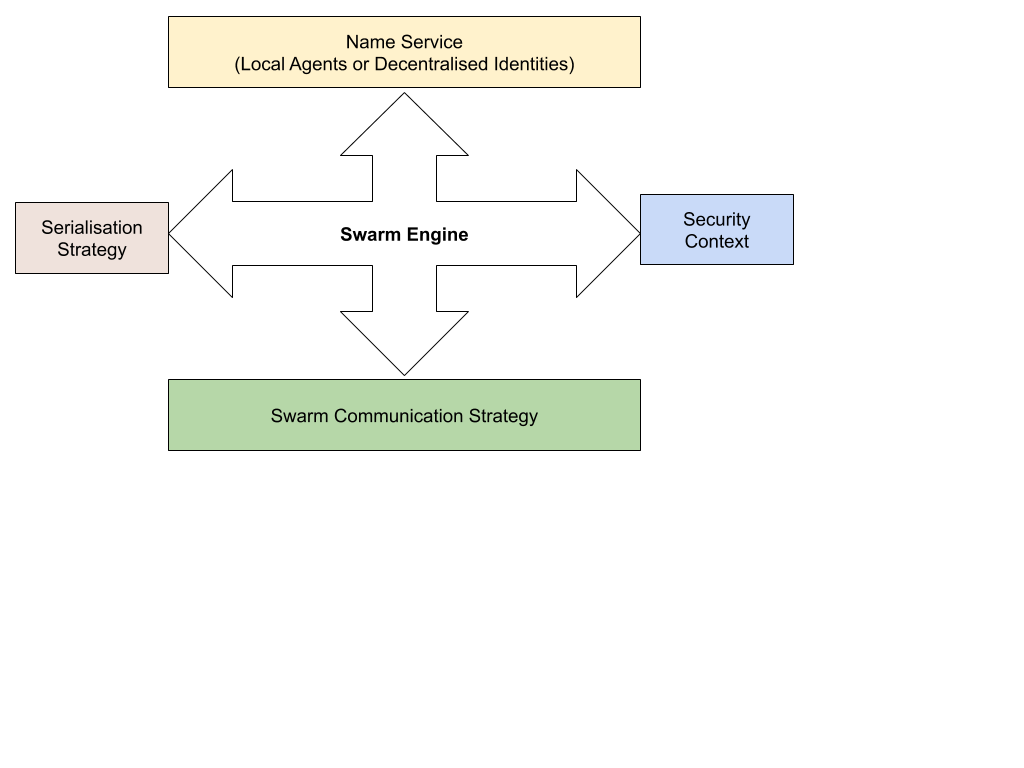 Name Service
(Local Agents or Decentralised Identities)
Serialisation
Strategy
Swarm Engine
Security
Context
Swarm Communication Strategy